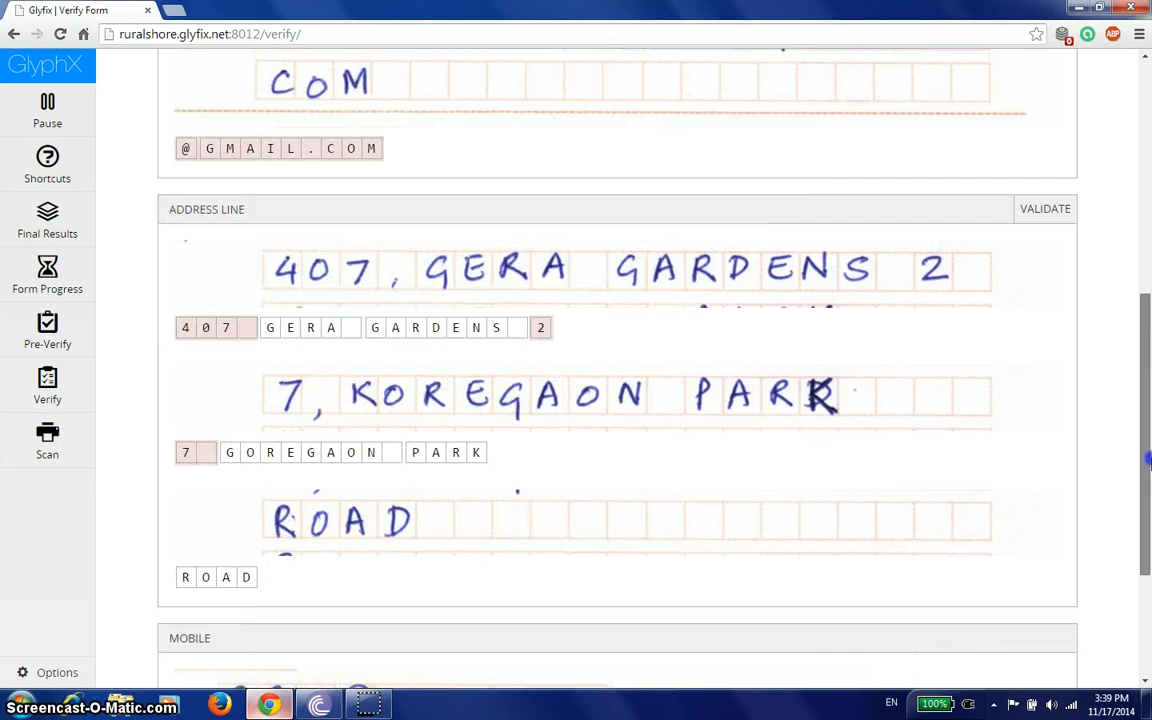 Glyfix | Verify Form
ruralshore.glyfix.net:8012/verify/
0
ABP
GlyphX
Pause
Shortcuts
Final Results
Form Progress
Pre-Verify
Verify
Scan
Options
COM
@GMAIL.COM
ADDRESS LINE
VALIDATE
407, GERA GARDENS 2
407 GERA GARDENS 2
7, KOREGAON PARK
7 GOREGAON PARK
ROAD
ROAD
MOBILE
Screencast-O-Matic.com
EN
100%
3:39 PM
11/17/2014